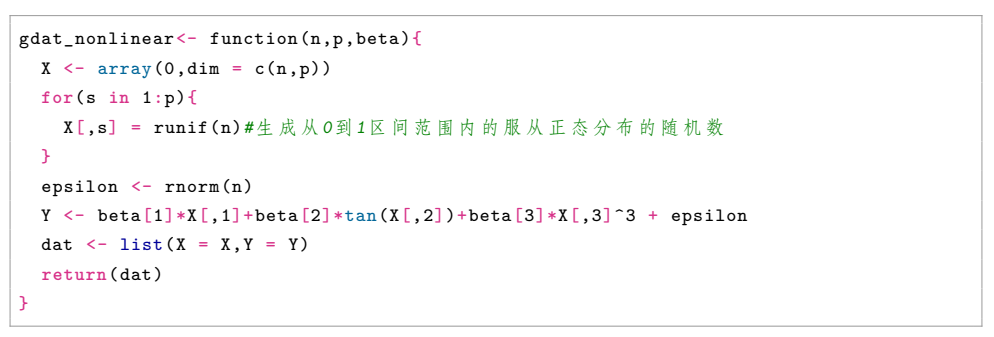 gdat_nonlinear<- function(n,p,beta){
  X <- array(0,dim = c(n,p))
  for(s in 1:p){
    X[,s] = runif(n)#生成从0到1区间范围内的服从正态分布的随机数
  }
  epsilon <- rnorm(n)
  Y <- beta[1]*X[,1]+beta[2]*tan(X[,2])+beta[3]*X[,3]^3 + epsilon
  dat <- list(X = X,Y = Y)
  return(dat)
}